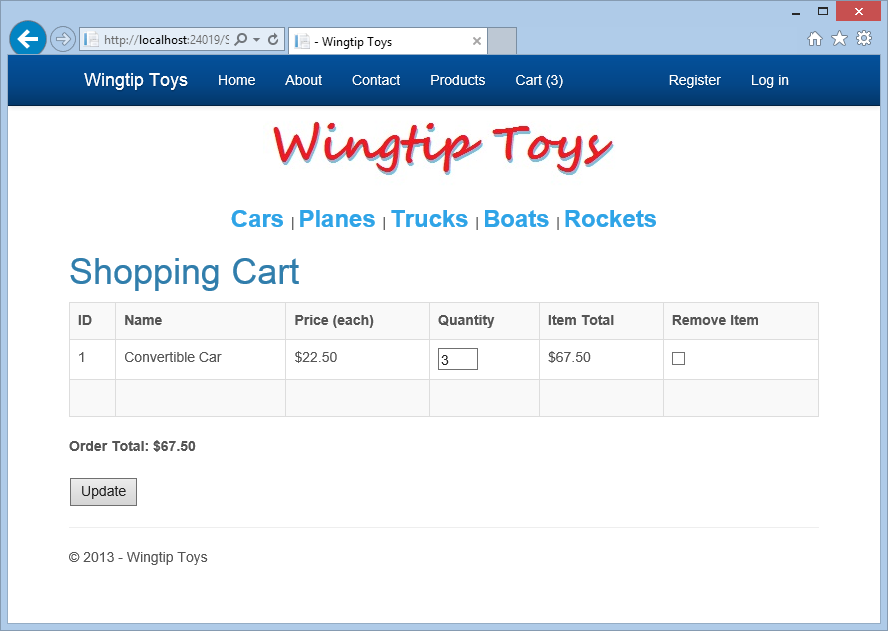 http://localhost:24019/S
- Wingtip Toys
Wingtip Toys Home About Contact Products Cart (3) Register Log in
Wingtip Toys
Cars | Planes | Trucks | Boats | Rockets
Shopping Cart
ID Name Price (each) Quantity Item Total Remove Item
1 Convertible Car $22.50 3 $67.50
Order Total: $67.50
Update
© 2013 - Wingtip Toys